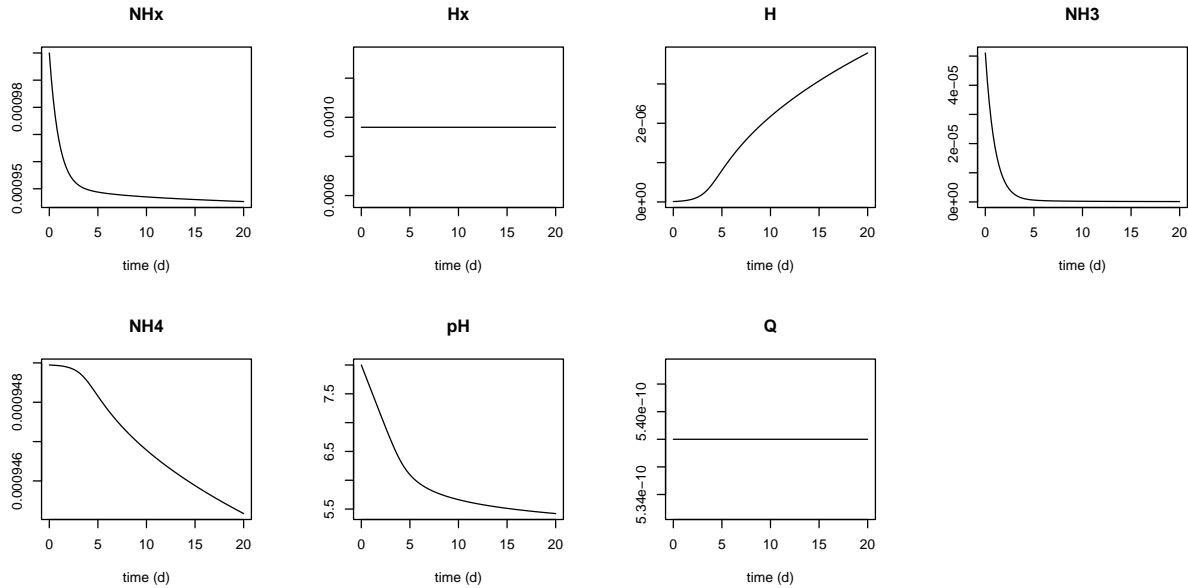 NHx
Hx
H
NH3
0.00098
0.00095
0 5 10 15 20
time (d)
0.0010
0.0006
0 5 10 15 20
time (d)
2e−06
0e+00
0 5 10 15 20
time (d)
4e−05
2e−05
0e+00
0 5 10 15 20
time (d)
NH4
pH
Q
0.000948
0.000946
0 5 10 15 20
time (d)
7.5
6.5
5.5
0 5 10 15 20
time (d)
5.40e−10
5.34e−10
0 5 10 15 20
time (d)